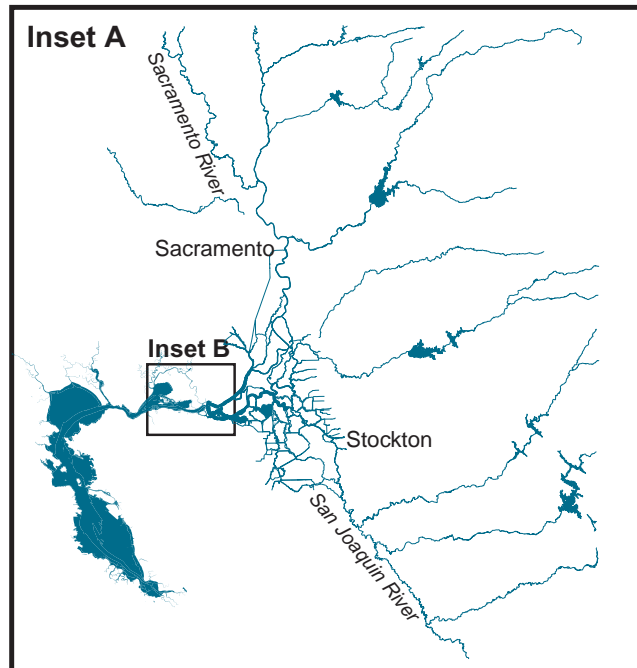 Inset A
Sacramento River
Sacramento
Inset B
Stockton
San Joaquin River